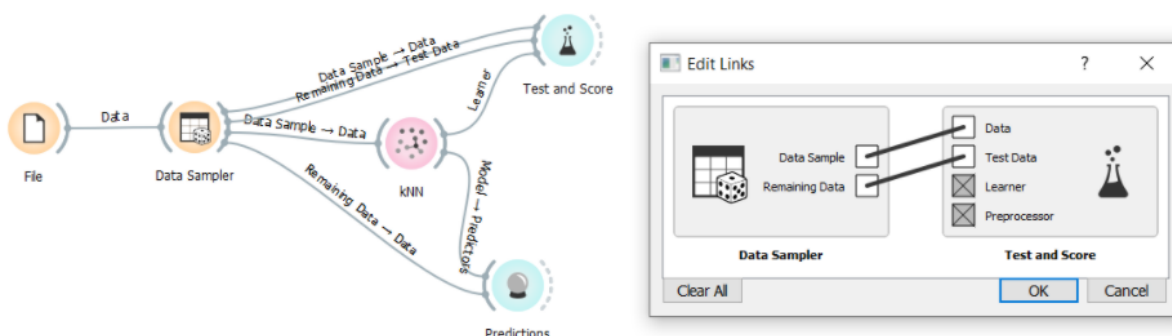 Data Sample → Data
Remaining Data → Test Data
Test and Score
Learner
Data
Data Sample → Data
File
Data Sampler
kNN
Remaining Data → Data
Model → Predictors
Predictions
Edit Links
?
Data Sample
Remaining Data
Data
Test Data
Learner
Preprocessor
Data Sampler
Test and Score
Clear All
OK
Cancel